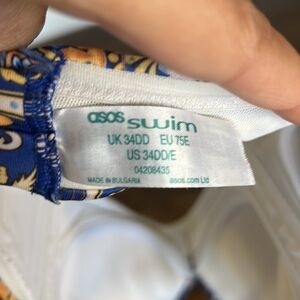 asos swim
UK 34DD EU 75E
US 34DD/E
04208435
MADE IN BULGARIA asos.com Ltd